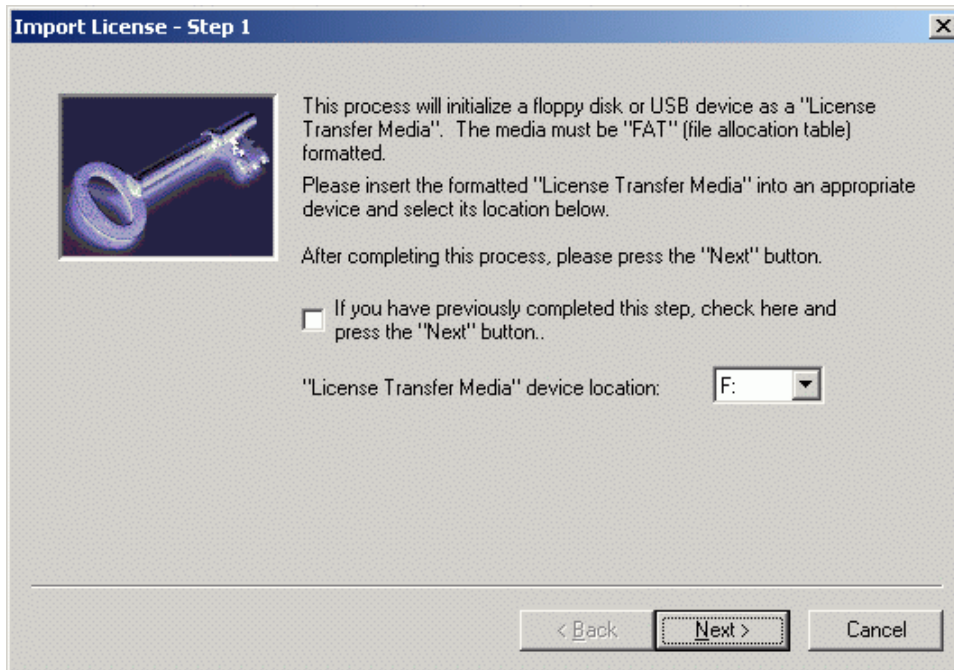 Import License - Step 1
This process will initialize a floppy disk or USB device as a "License
Transfer Media".  The media must be "FAT" (file allocation table)
formatted.
Please insert the formatted "License Transfer Media" into an appropriate
device and select its location below.
After completing this process, please press the "Next" button.
If you have previously completed this step, check here and
press the "Next" button..
"License Transfer Media" device location:
F:
< Back
Next >
Cancel